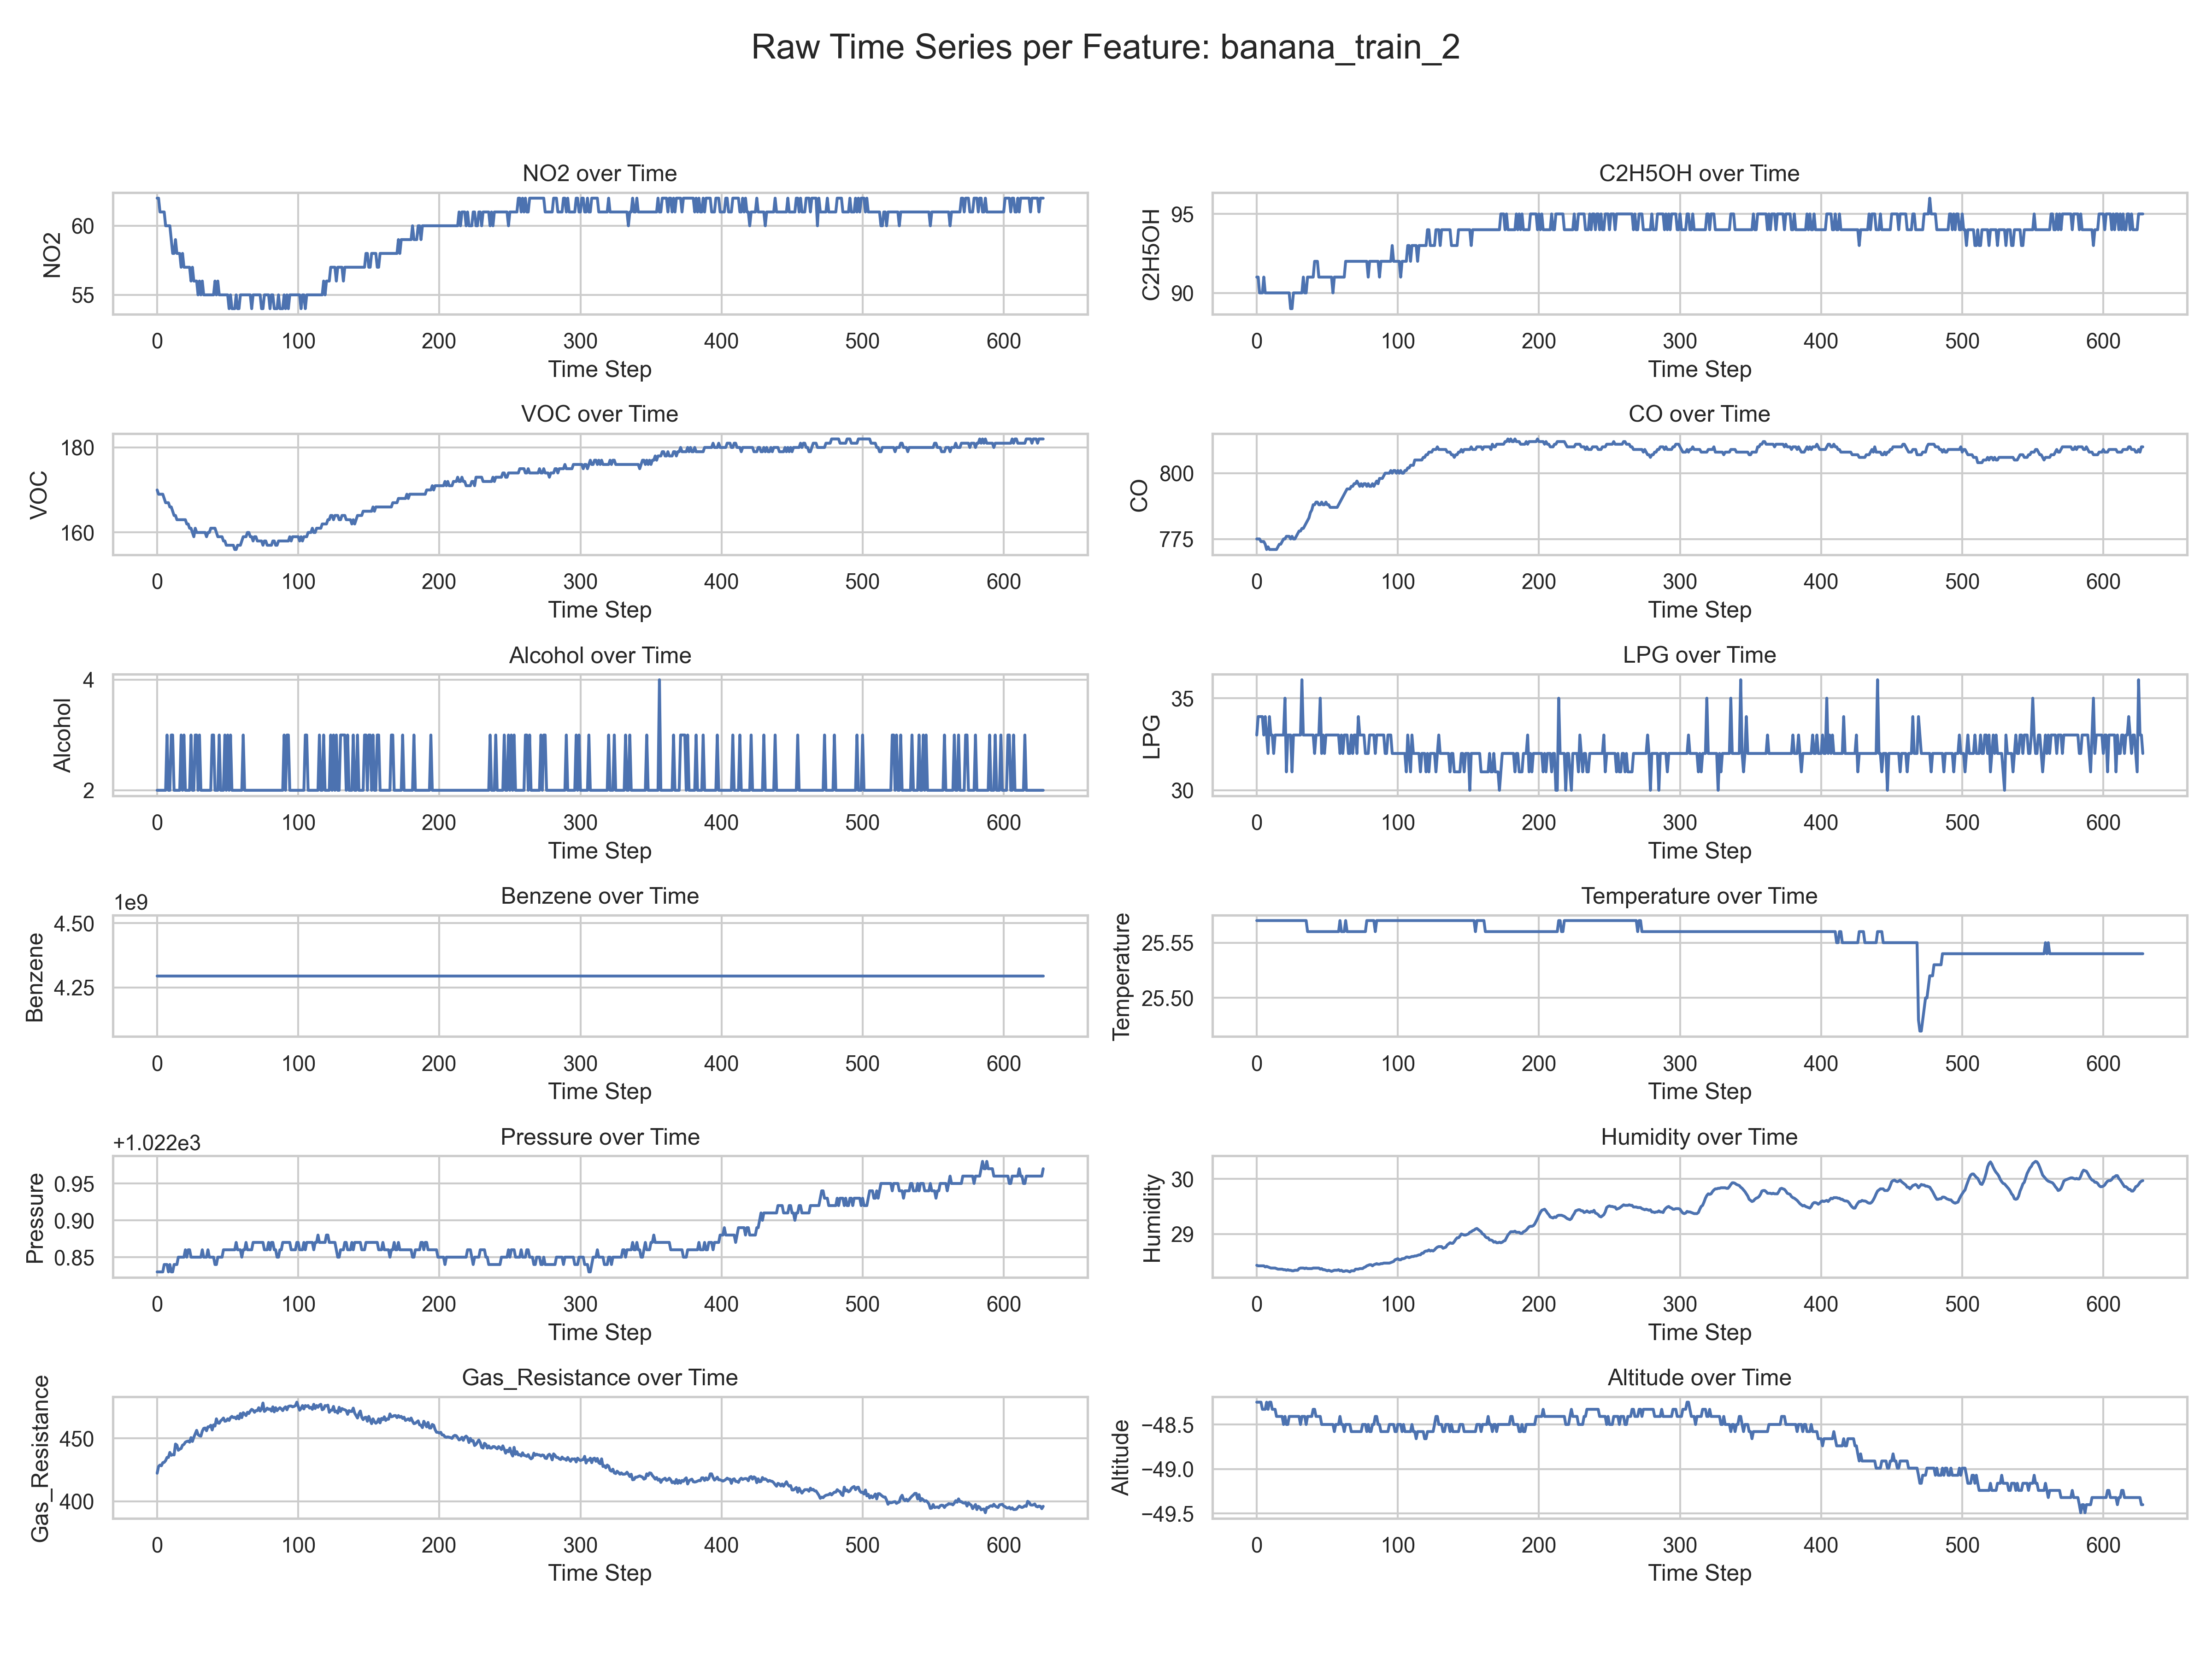 Raw Time Series per Feature: banana_train_2
NO2 over Time
NO2
60
55
0 100 200 300 400 500 600
Time Step
C2H5OH over Time
C2H5OH
95
90
0 100 200 300 400 500 600
Time Step
VOC over Time
VOC
180
160
0 100 200 300 400 500 600
Time Step
CO over Time
CO
800
775
0 100 200 300 400 500 600
Time Step
Alcohol over Time
Alcohol
4
2
0 100 200 300 400 500 600
Time Step
LPG over Time
LPG
35
30
0 100 200 300 400 500 600
Time Step
Benzene over Time
1e9
Benzene
4.50
4.25
0 100 200 300 400 500 600
Time Step
Temperature over Time
Temperature
25.55
25.50
0 100 200 300 400 500 600
Time Step
Pressure over Time
+1.022e3
Pressure
0.95
0.90
0.85
0 100 200 300 400 500 600
Time Step
Humidity over Time
Humidity
30
29
0 100 200 300 400 500 600
Time Step
Gas_Resistance over Time
Gas_Resistance
450
400
0 100 200 300 400 500 600
Time Step
Altitude over Time
Altitude
−48.5
−49.0
−49.5
0 100 200 300 400 500 600
Time Step